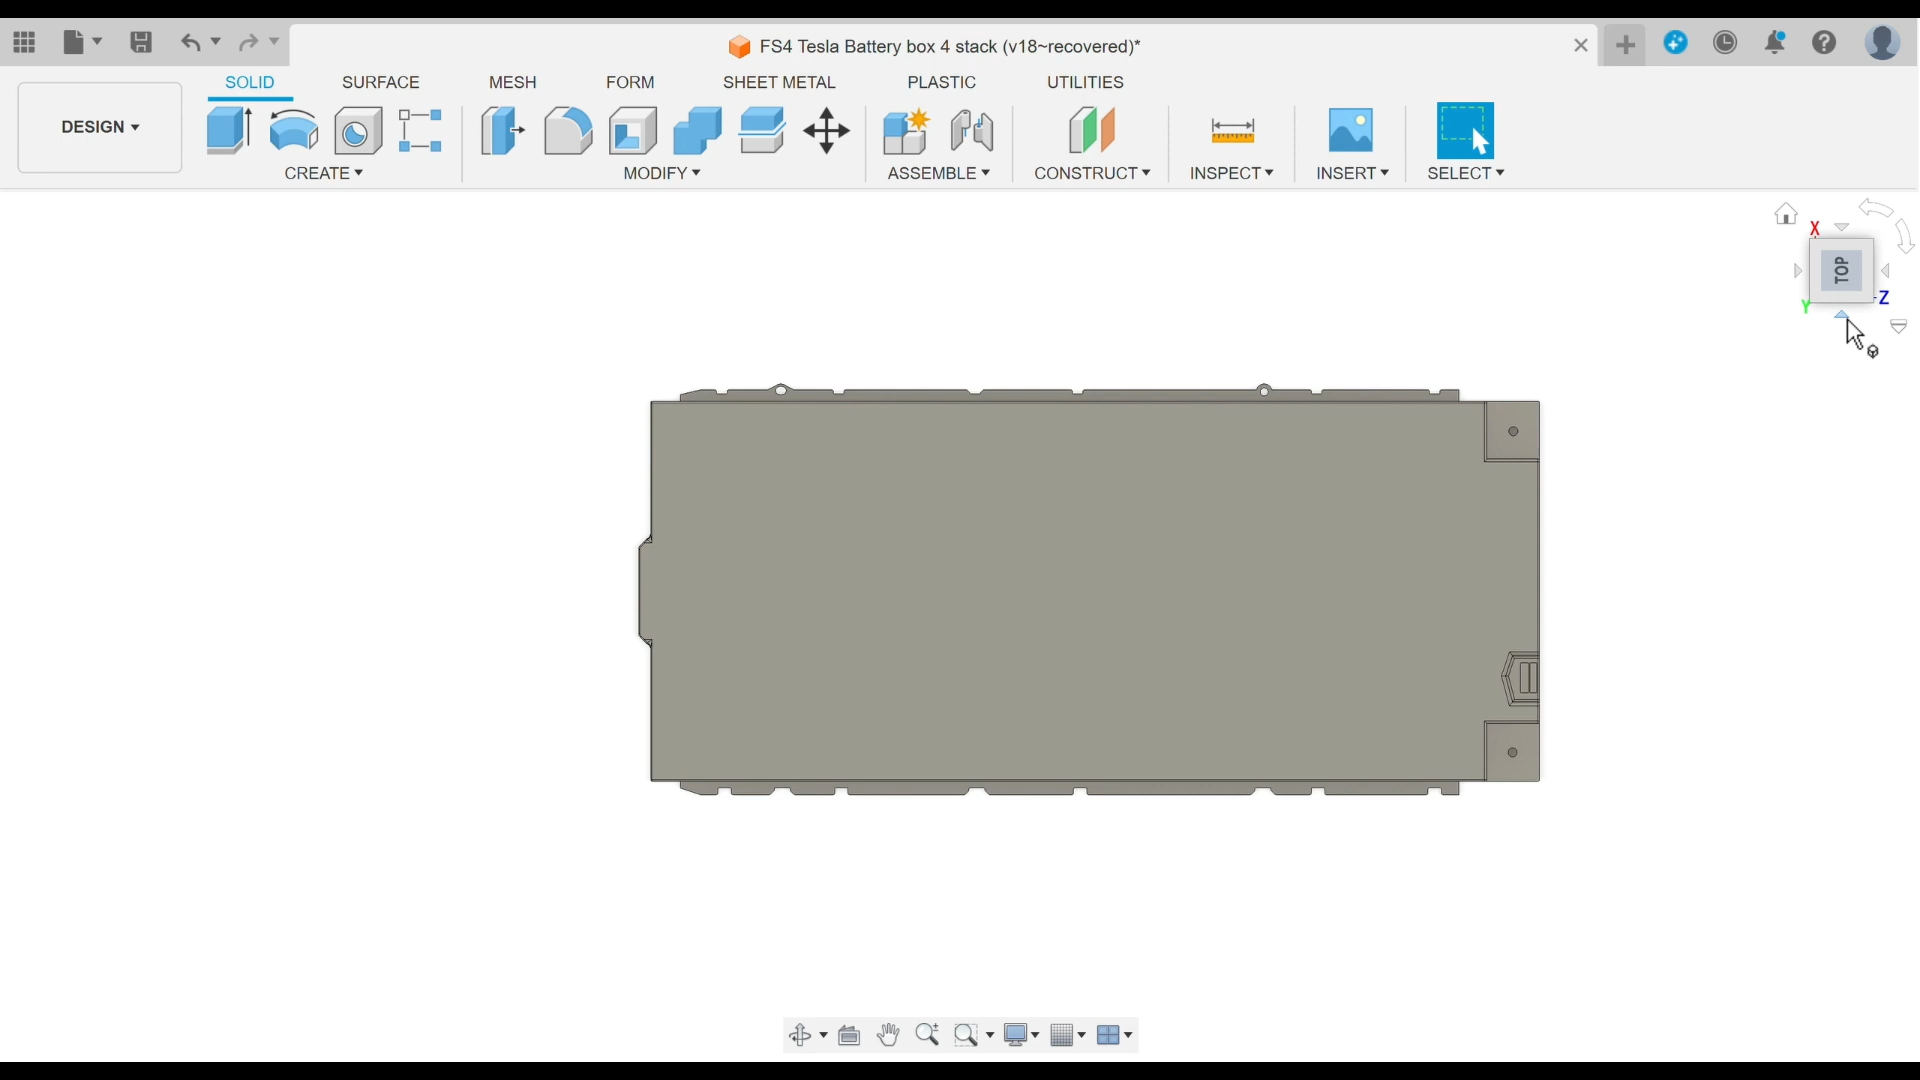 FS4 Tesla Battery box 4 stack (v18~recovered)*
SOLID SURFACE MESH FORM SHEET METAL PLASTIC UTILITIES
DESIGN
CREATE MODIFY ASSEMBLE CONSTRUCT INSPECT INSERT SELECT
X
TOP
Z
Y